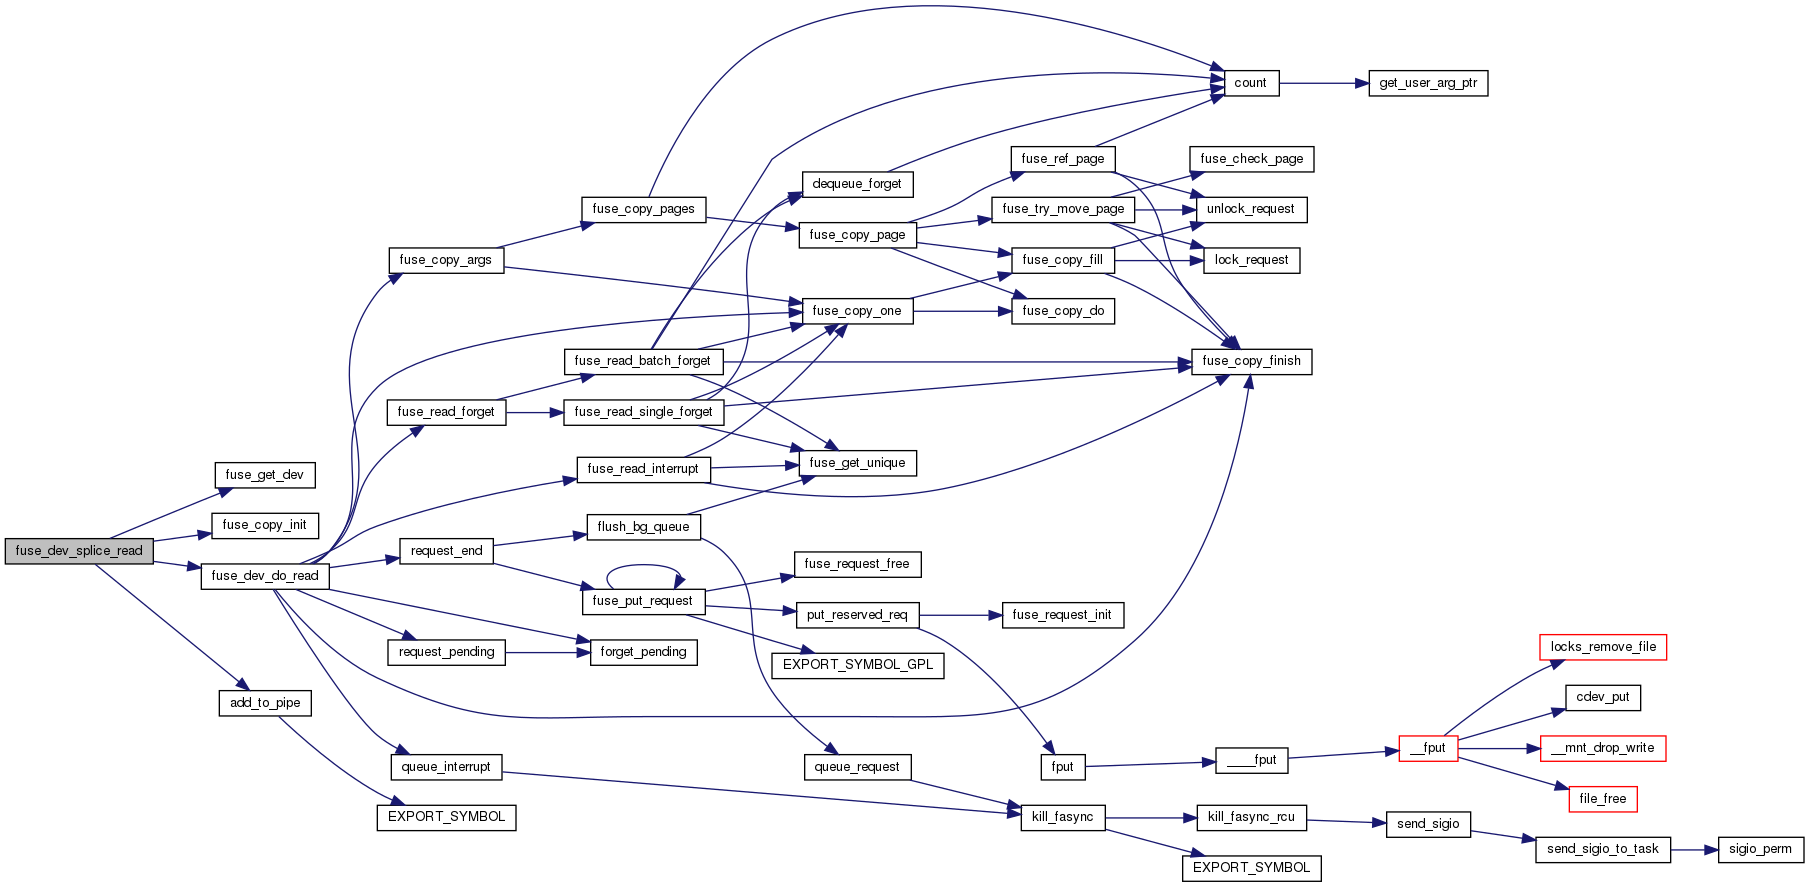 fuse_dev_splice_read
fuse_get_dev
fuse_copy_init
fuse_dev_do_read
add_to_pipe
fuse_copy_args
fuse_read_forget
request_end
request_pending
queue_interrupt
EXPORT_SYMBOL
fuse_copy_pages
fuse_read_batch_forget
fuse_read_single_forget
fuse_read_interrupt
flush_bg_queue
fuse_put_request
forget_pending
dequeue_forget
fuse_copy_page
fuse_copy_one
fuse_get_unique
fuse_request_free
put_reserved_req
EXPORT_SYMBOL_GPL
queue_request
fuse_ref_page
fuse_try_move_page
fuse_copy_fill
fuse_copy_do
fuse_request_init
fput
kill_fasync
count
fuse_check_page
unlock_request
lock_request
fuse_copy_finish
____fput
kill_fasync_rcu
EXPORT_SYMBOL
get_user_arg_ptr
__fput
send_sigio
locks_remove_file
cdev_put
__mnt_drop_write
file_free
send_sigio_to_task
sigio_perm